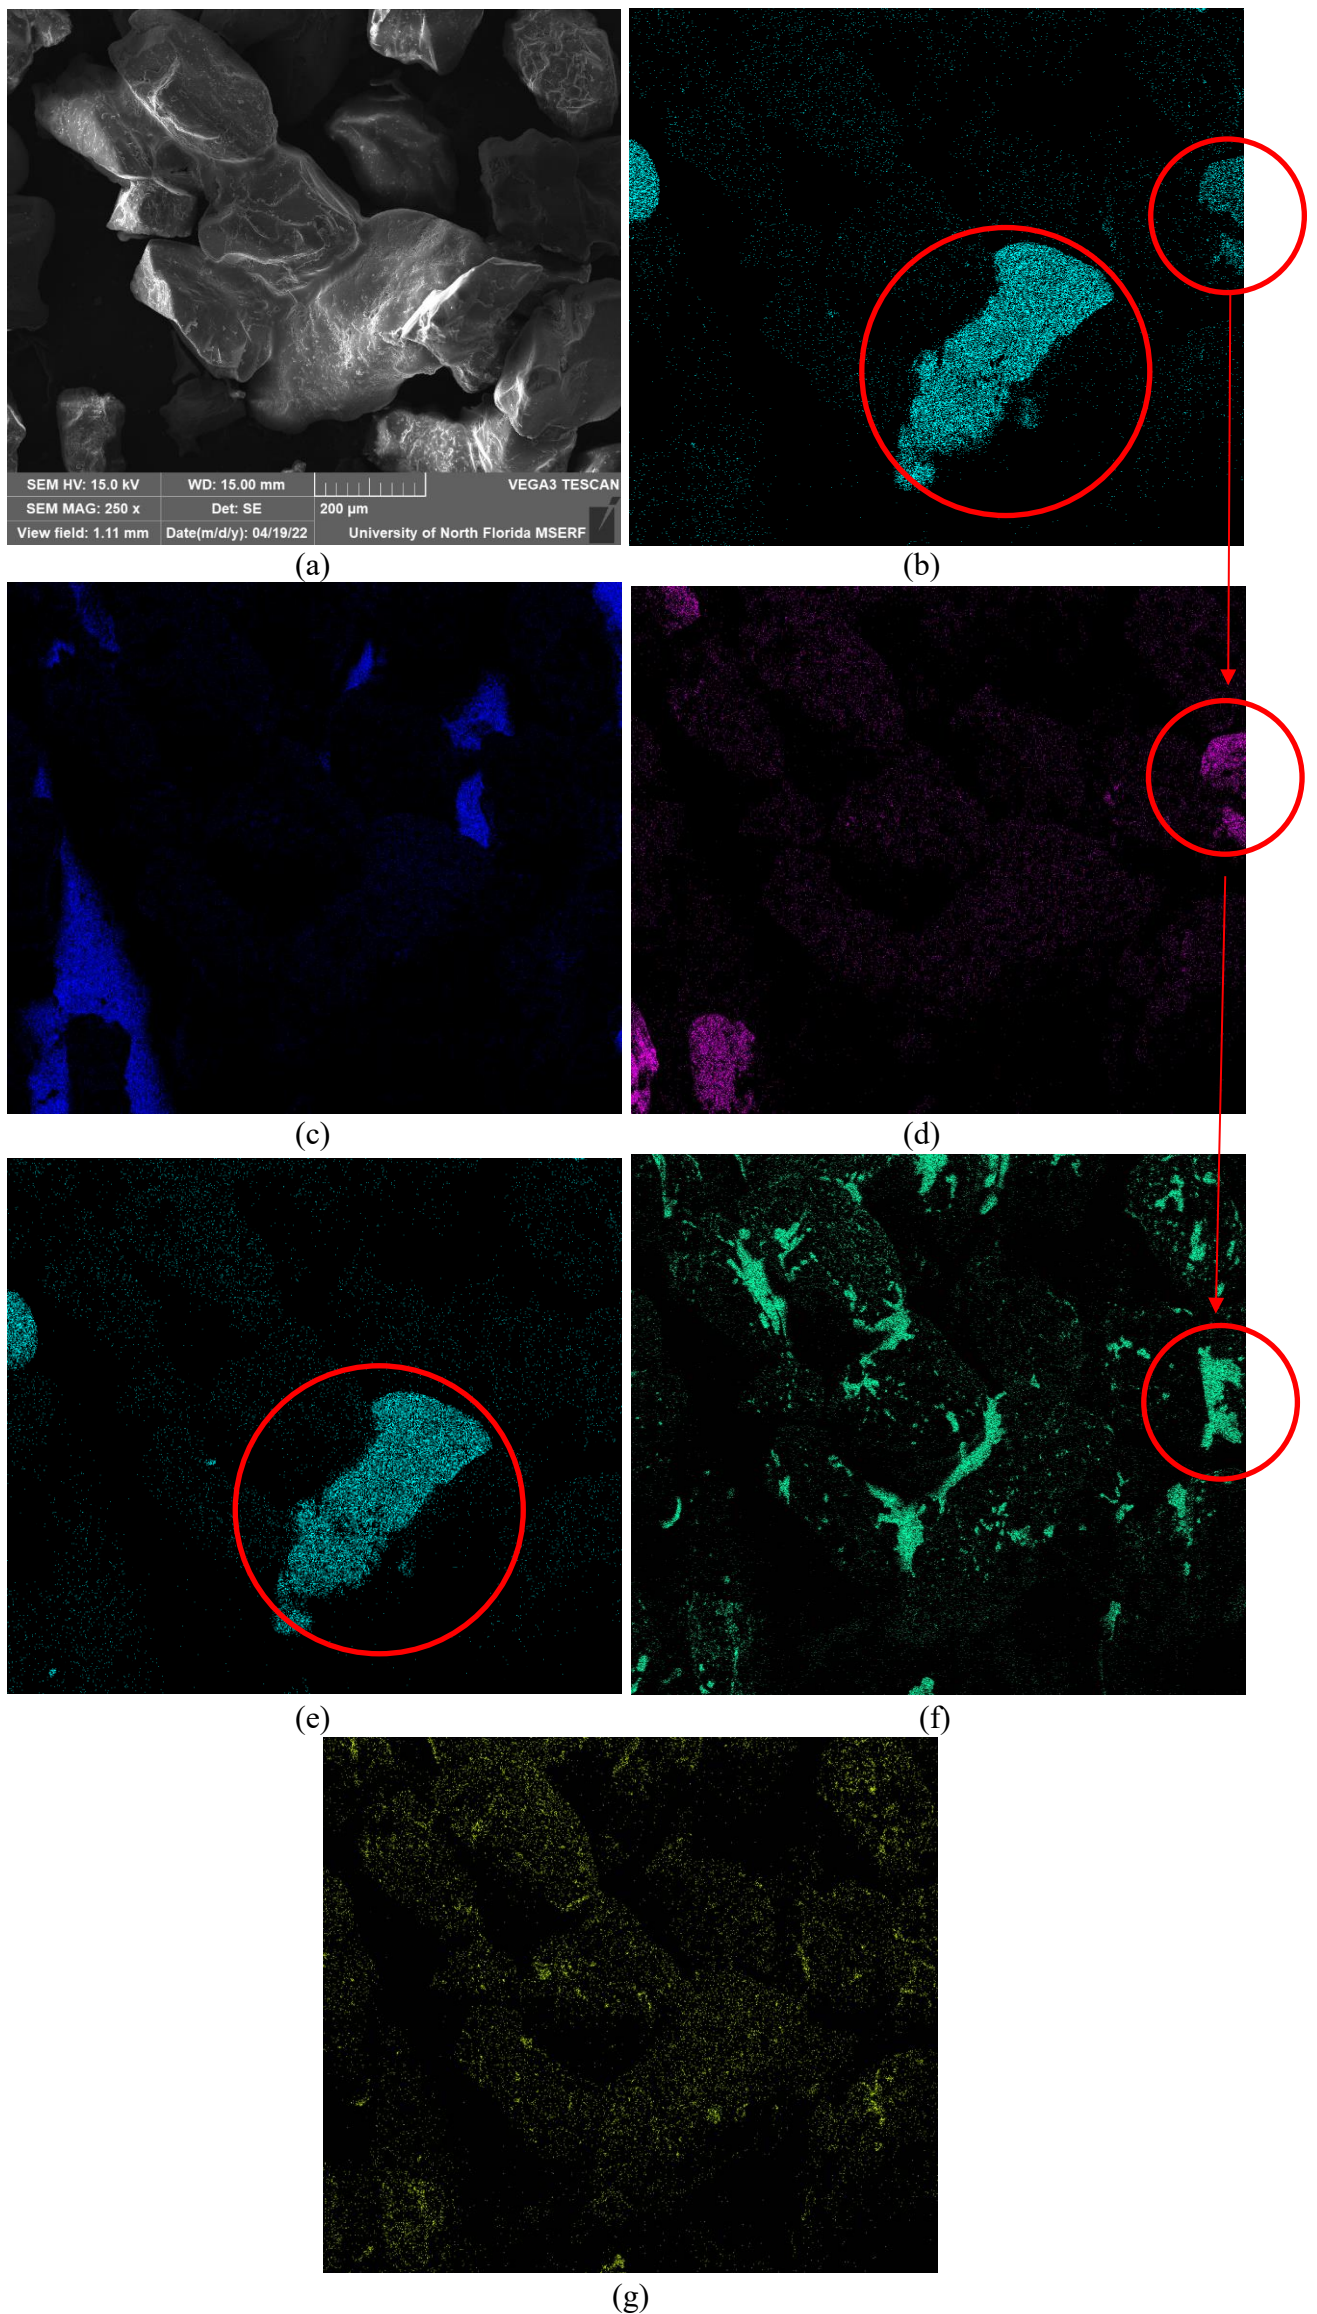 SEM HV: 15.0 kV WD: 15.00 mm VEGA3 TESCAN
SEM MAG: 250 x Det: SE 200 µm
View field: 1.11 mm Date(m/d/y): 04/19/22 University of North Florida MSERF
(a) (b)
(c) (d)
(e) (f)
(g)